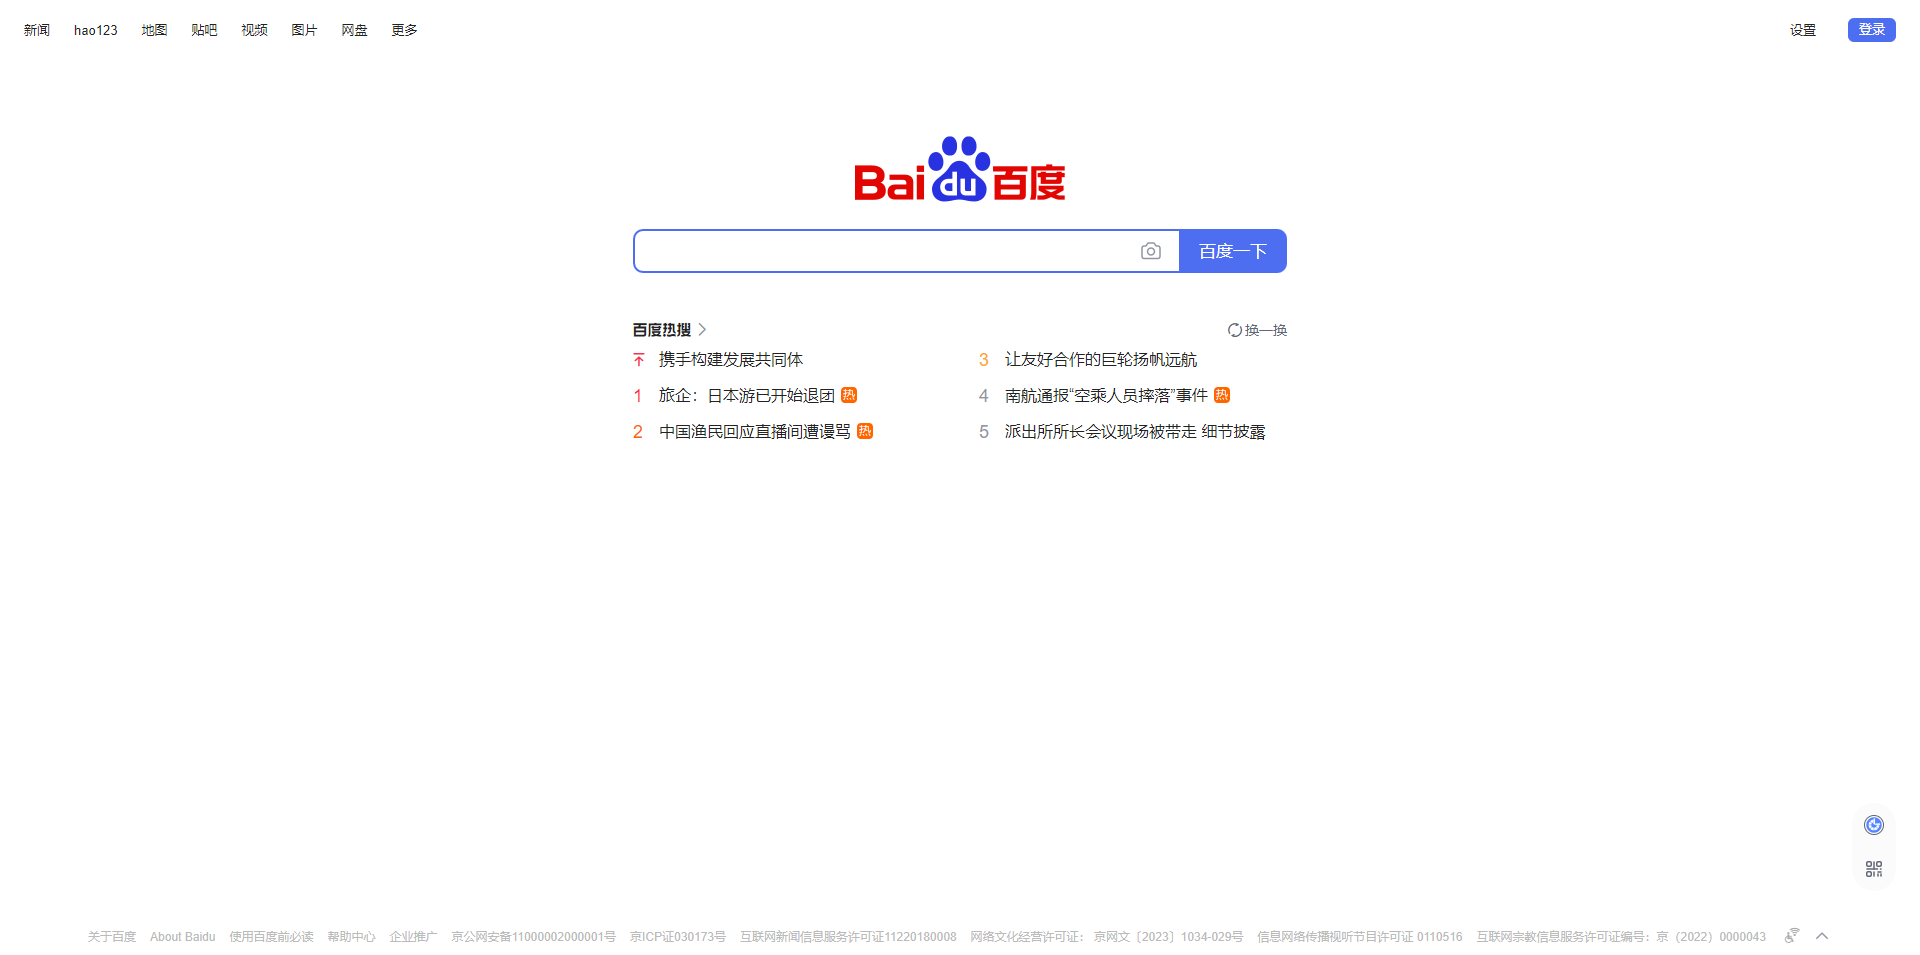 新闻 hao123 地图 贴吧 视频 图片 网盘 更多 设置 登录
Bai du 百度
百度一下
百度热搜 换一换
携手构建发展共同体
1 旅企：日本游已开始退团 热
2 中国渔民回应直播间遭谩骂 热
3 让友好合作的巨轮扬帆远航
4 南航通报“空乘人员摔落”事件 热
5 派出所所长会议现场被带走 细节披露
关于百度 About Baidu 使用百度前必读 帮助中心 企业推广 京公网安备11000002000001号 京ICP证030173号 互联网新闻信息服务许可证11220180008 网络文化经营许可证： 京网文〔2023〕1034-029号 信息网络传播视听节目许可证 0110516 互联网宗教信息服务许可证编号：京（2022）0000043